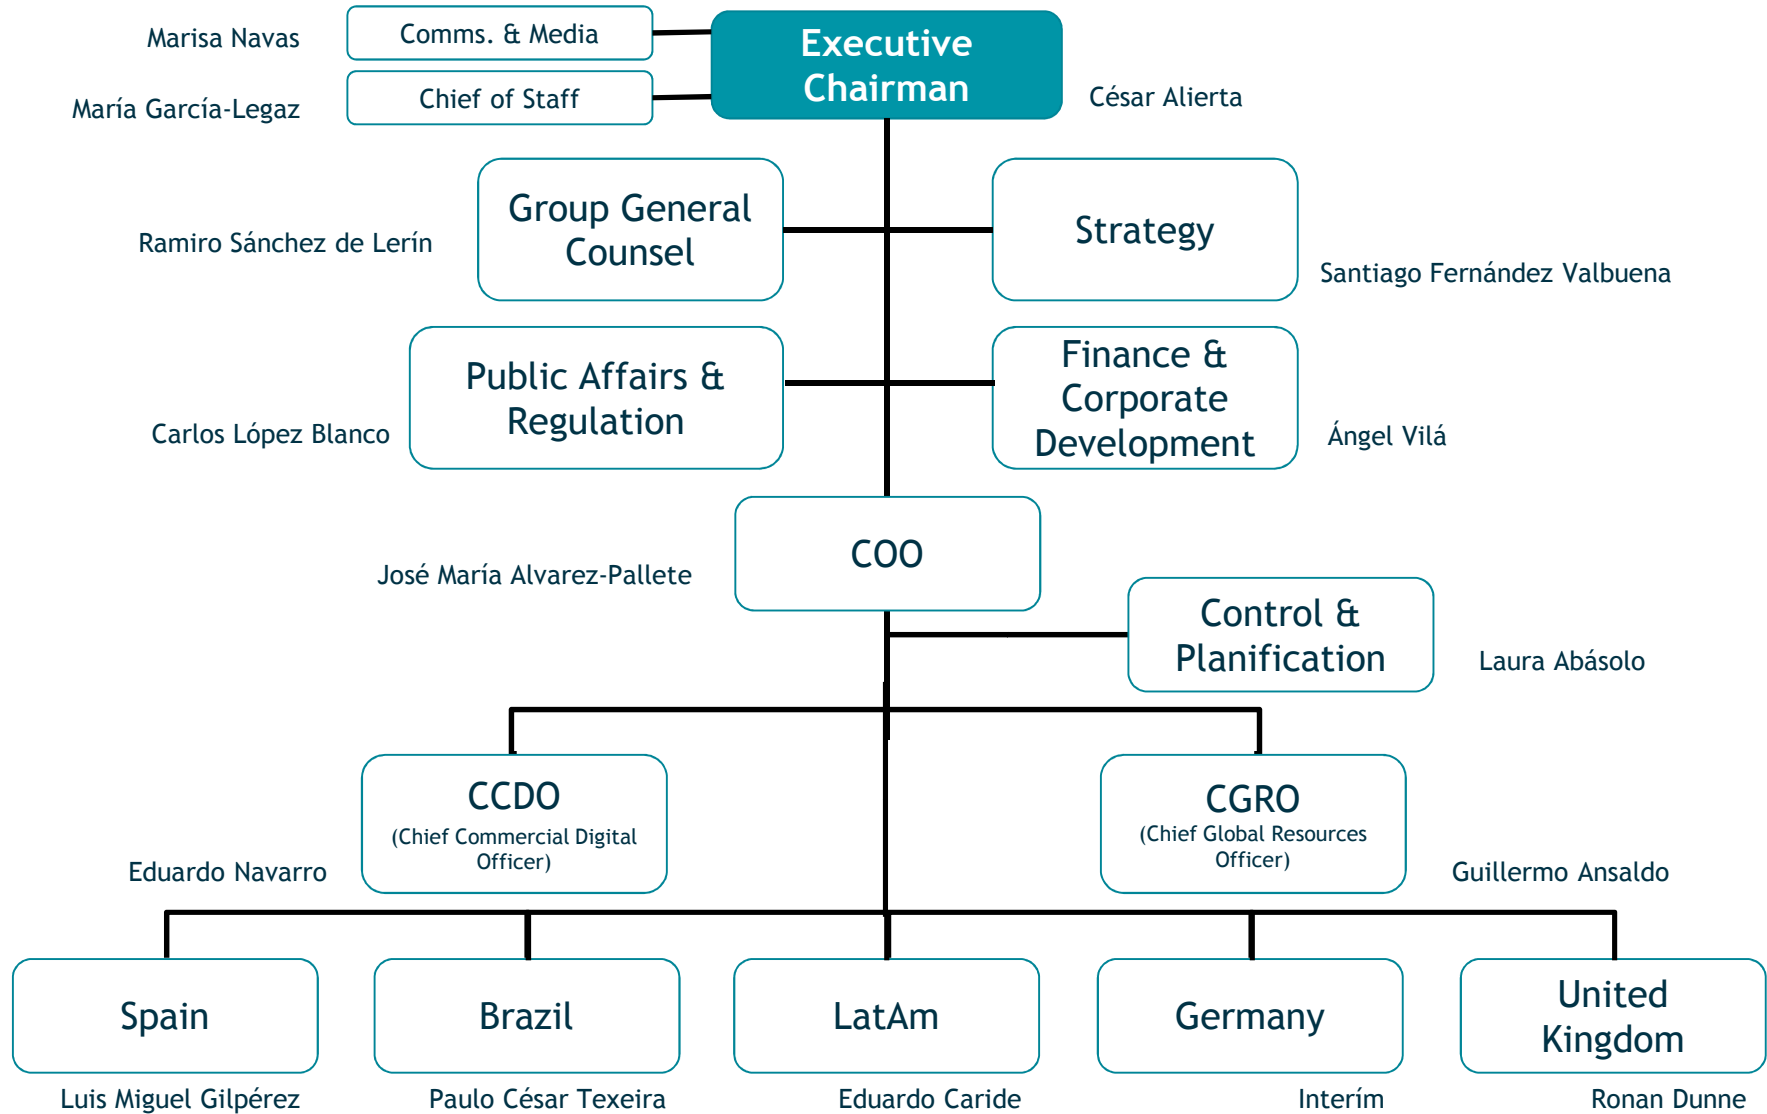 Marisa Navas
Comms. & Media
Executive
Chairman
María García-Legaz
Chief of Staff
César Alierta
Group General
Counsel
Ramiro Sánchez de Lerín
Strategy
Santiago Fernández Valbuena
Public Affairs &
Regulation
Carlos López Blanco
Finance &
Corporate
Development
Ángel Vilá
COO
José María Alvarez-Pallete
Control &
Planification
Laura Abásolo
CCDO
(Chief Commercial Digital
Officer)
Eduardo Navarro
CGRO
(Chief Global Resources
Officer)
Guillermo Ansaldo
Spain
Brazil
LatAm
Germany
United
Kingdom
Luis Miguel Gilpérez
Paulo César Texeira
Eduardo Caride
Interím
Ronan Dunne